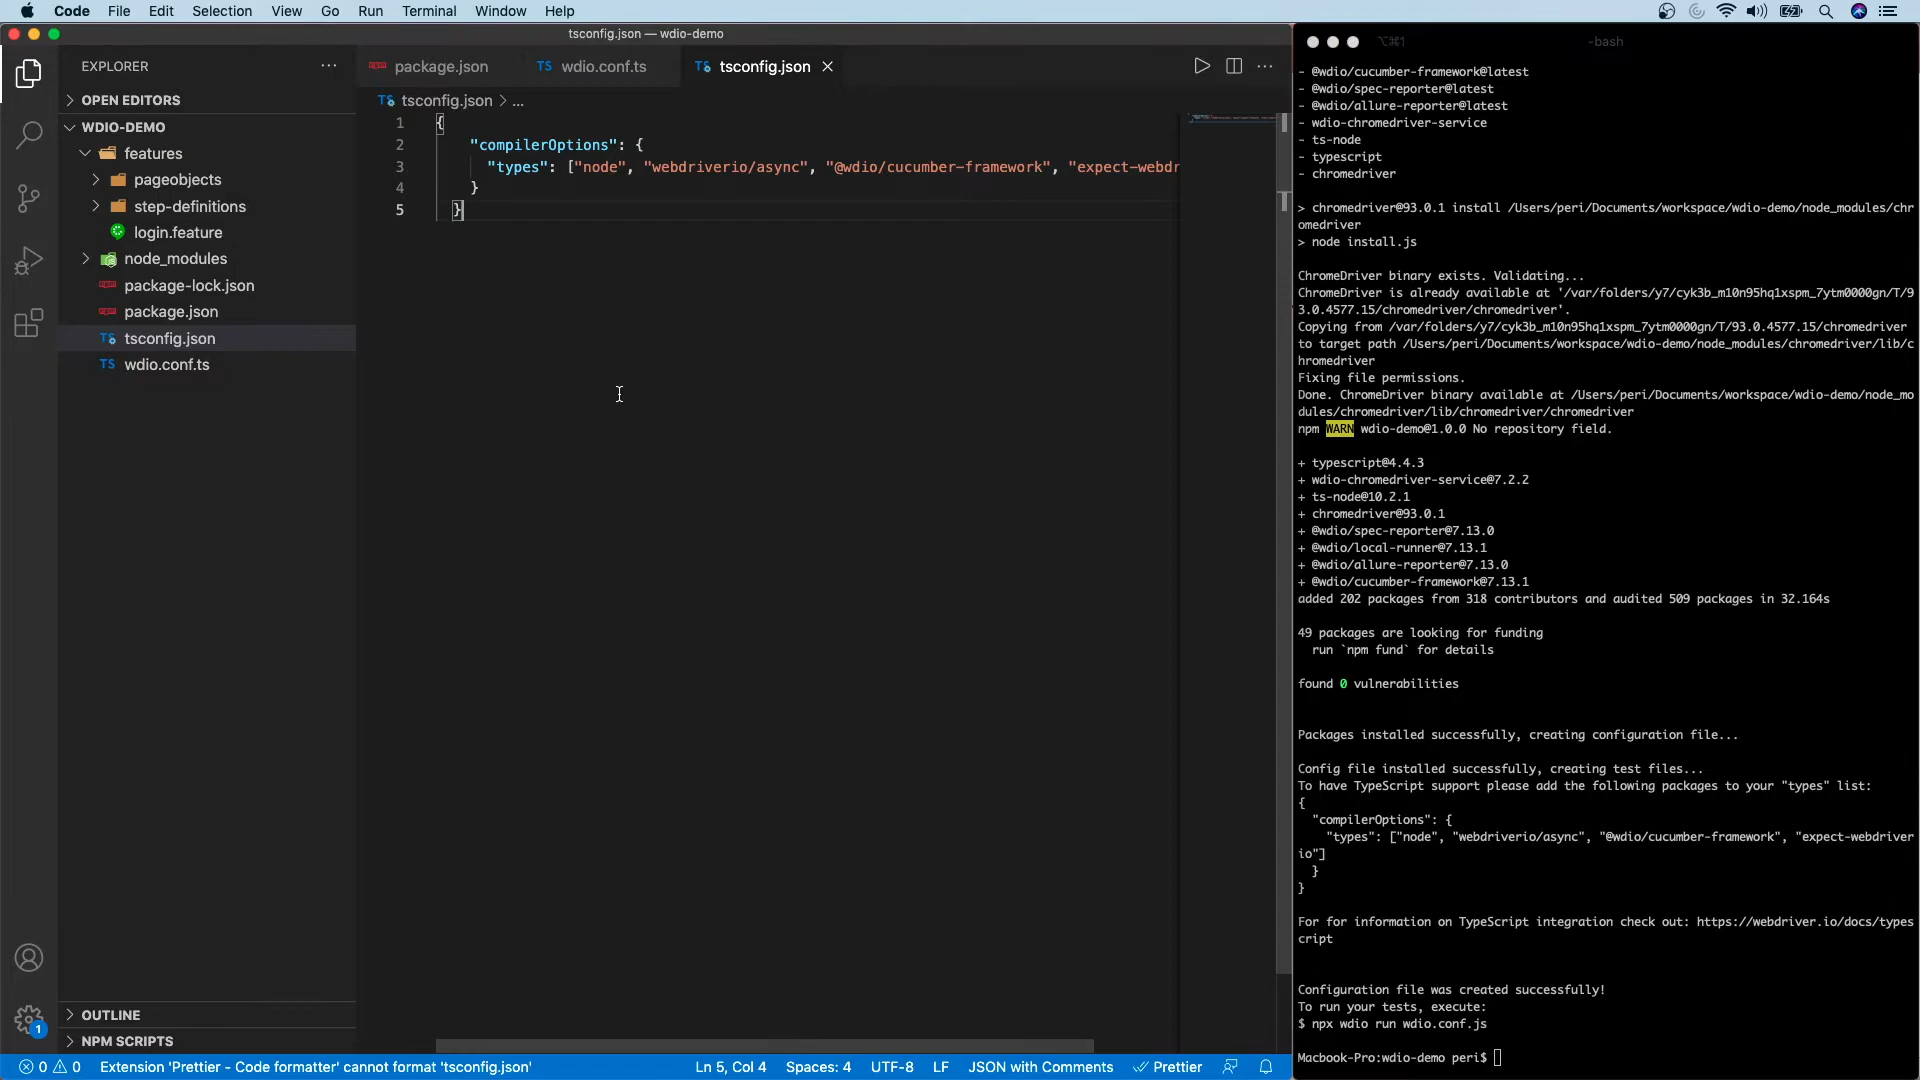 Code File Edit Selection View Go Run Terminal Window Help
tsconfig.json — wdio-demo
EXPLORER
OPEN EDITORS
WDIO-DEMO
features
pageobjects
step-definitions
login.feature
node_modules
package-lock.json
package.json
tsconfig.json
wdio.conf.ts
OUTLINE
NPM SCRIPTS
1
package.json
TS wdio.conf.ts
TS tsconfig.json
TS tsconfig.json > ...
1 {
2 "compilerOptions": {
3 "types": ["node", "webdriverio/async", "@wdio/cucumber-framework", "expect-webdr
4 }
5 }
0 0 Extension 'Prettier - Code formatter' cannot format 'tsconfig.json'
Ln 5, Col 4 Spaces: 4 UTF-8 LF JSON with Comments Prettier
⌥⌘1 -bash
- @wdio/cucumber-framework@latest
- @wdio/spec-reporter@latest
- @wdio/allure-reporter@latest
- wdio-chromedriver-service
- ts-node
- typescript
- chromedriver
> chromedriver@93.0.1 install /Users/peri/Documents/workspace/wdio-demo/node_modules/chr
omedriver
> node install.js
ChromeDriver binary exists. Validating...
ChromeDriver is already available at '/var/folders/y7/cyk3b_m10n95hq1xspm_7ytm0000gn/T/9
3.0.4577.15/chromedriver/chromedriver'.
Copying from /var/folders/y7/cyk3b_m10n95hq1xspm_7ytm0000gn/T/93.0.4577.15/chromedriver
to target path /Users/peri/Documents/workspace/wdio-demo/node_modules/chromedriver/lib/c
hromedriver
Fixing file permissions.
Done. ChromeDriver binary available at /Users/peri/Documents/workspace/wdio-demo/node_mo
dules/chromedriver/lib/chromedriver/chromedriver
npm WARN wdio-demo@1.0.0 No repository field.
+ typescript@4.4.3
+ wdio-chromedriver-service@7.2.2
+ ts-node@10.2.1
+ chromedriver@93.0.1
+ @wdio/spec-reporter@7.13.0
+ @wdio/local-runner@7.13.1
+ @wdio/allure-reporter@7.13.0
+ @wdio/cucumber-framework@7.13.1
added 202 packages from 318 contributors and audited 509 packages in 32.164s
49 packages are looking for funding
run `npm fund` for details
found 0 vulnerabilities
Packages installed successfully, creating configuration file...
Config file installed successfully, creating test files...
To have TypeScript support please add the following packages to your "types" list:
{
"compilerOptions": {
"types": ["node", "webdriverio/async", "@wdio/cucumber-framework", "expect-webdriver
io"]
}
}
For for information on TypeScript integration check out: https://webdriver.io/docs/types
cript
Configuration file was created successfully!
To run your tests, execute:
$ npx wdio run wdio.conf.js
Macbook-Pro:wdio-demo peri$